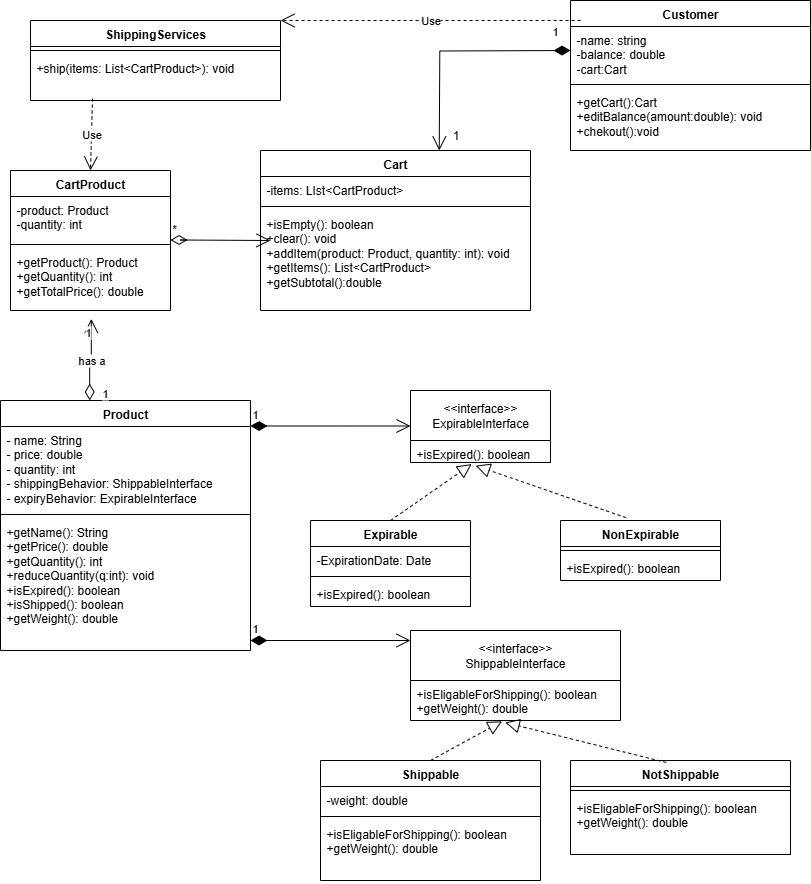 Customer
-name: string
-balance: double
-cart:Cart
+getCart():Cart
+editBalance(amount:double): void
+chekout():void
Use
1
1
ShippingServices
+ship(items: List<CartProduct>): void
Use
CartProduct
-product: Product
-quantity: int
+getProduct(): Product
+getQuantity(): int
+getTotalPrice(): double
*
Cart
-items: LIst<CartProduct>
+isEmpty(): boolean
+clear(): void
+addItem(product: Product, quantity: int): void
+getItems(): List<CartProduct>
+getSubtotal():double
1
has a
1
Product
- name: String
- price: double
- quantity: int
- shippingBehavior: ShippableInterface
- expiryBehavior: ExpirableInterface
+getName(): String
+getPrice(): double
+getQuantity(): int
+reduceQuantity(q:int): void
+isExpired(): boolean
+isShipped(): boolean
+getWeight(): double
1
<<interface>>
ExpirableInterface
+isExpired(): boolean
Expirable
-ExpirationDate: Date
+isExpired(): boolean
NonExpirable
+isExpired(): boolean
1
<<interface>>
ShippableInterface
+isEligableForShipping(): boolean
+getWeight(): double
Shippable
-weight: double
+isEligableForShipping(): boolean
+getWeight(): double
NotShippable
+isEligableForShipping(): boolean
+getWeight(): double